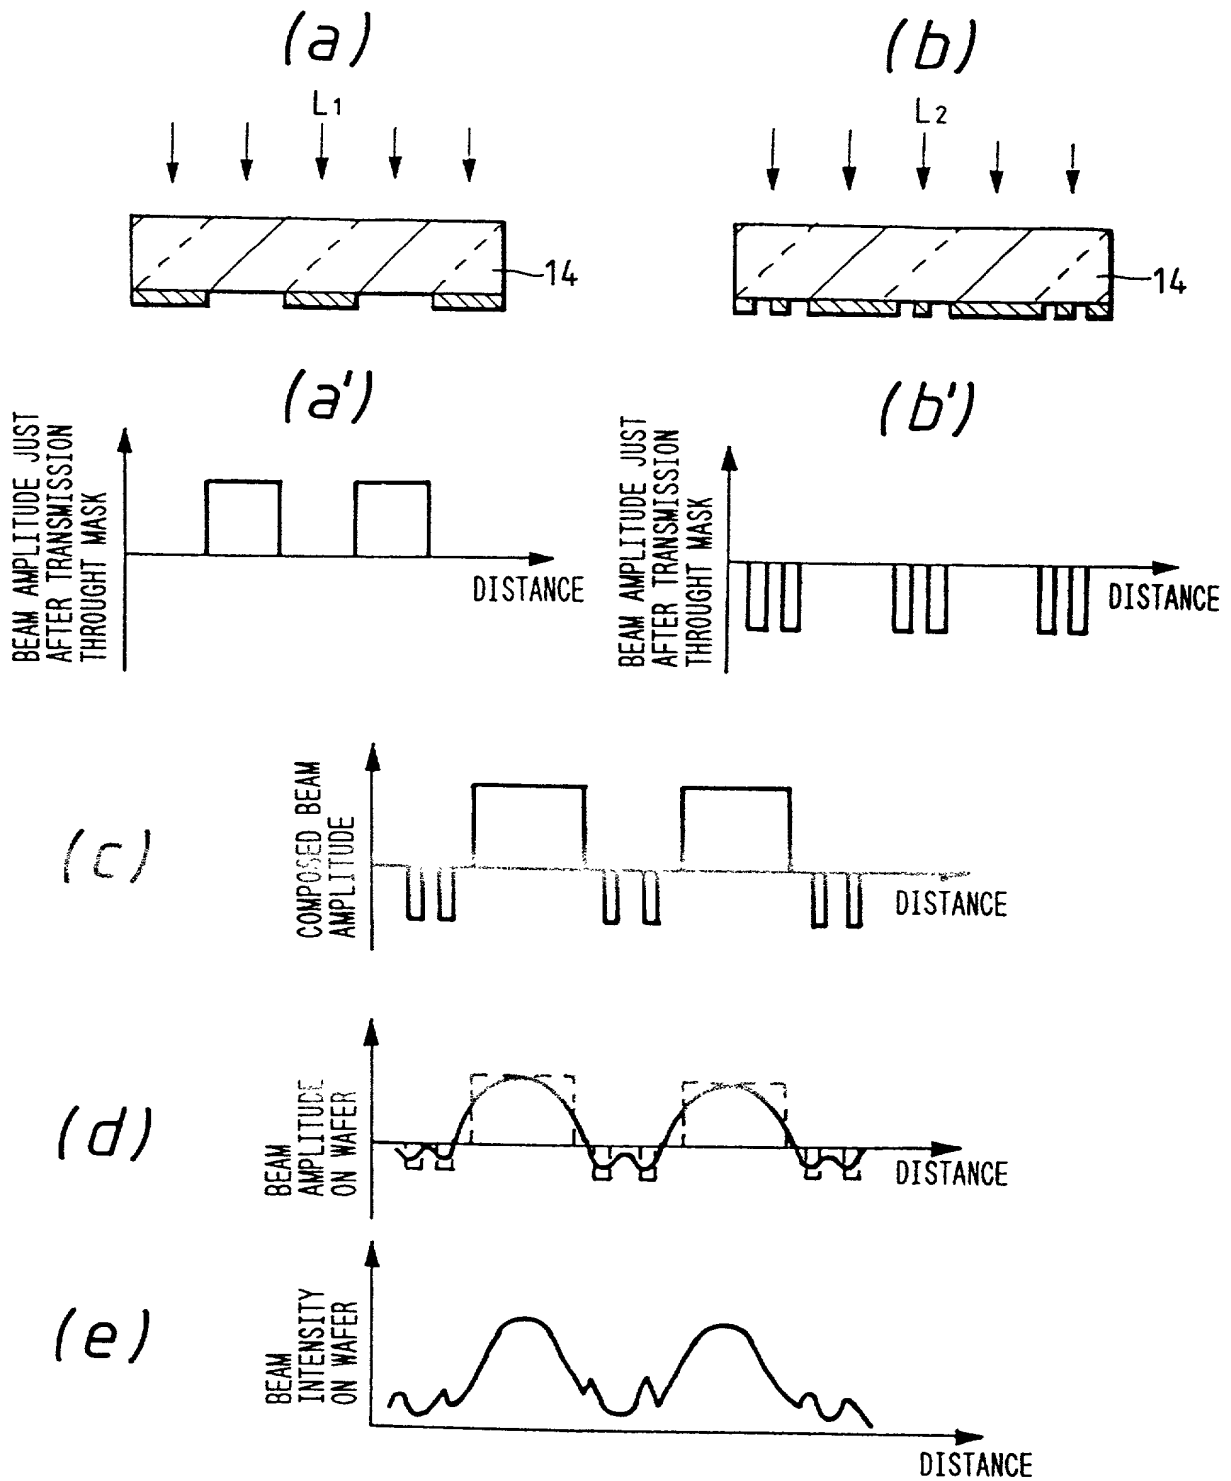 (a)
(b)
L1
L2
14
14
(a')
(b')
BEAM AMPLITUDE JUST
AFTER TRANSMISSION
THROUGHT MASK
DISTANCE
BEAM AMPLITUDE JUST
AFTER TRANSMISSION
THROUGHT MASK
DISTANCE
(c)
COMPOSED BEAM
AMPLITUDE
DISTANCE
(d)
BEAM
AMPLITUDE
ON WAFER
DISTANCE
(e)
BEAM
INTENSITY
ON WAFER
DISTANCE